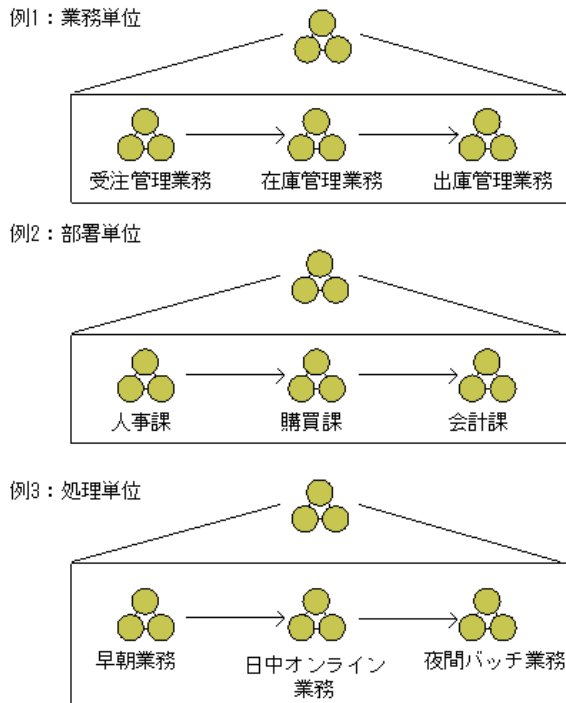 例1：業務単位
受注管理業務
在庫管理業務
出庫管理業務
例2：部署単位
人事課
購買課
会計課
例3：処理単位
早朝業務
日中オンライン
業務
夜間バッチ業務